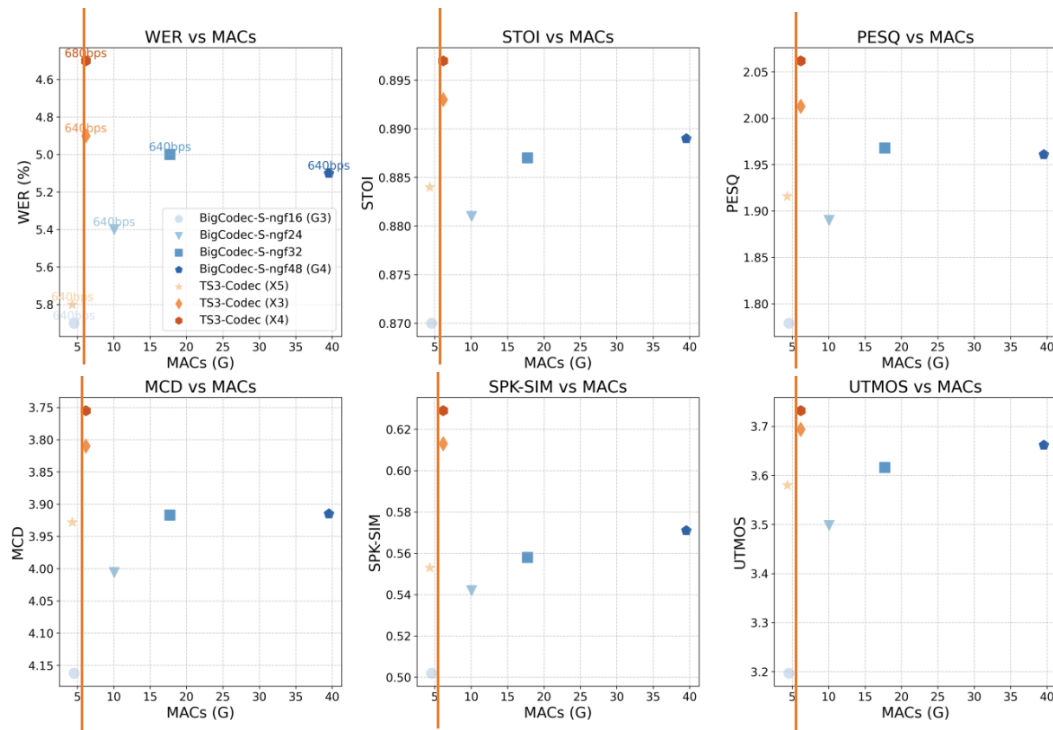 WER vs MACs
680bps
640bps
640bps
640bps
640bps
640bps
640bps
4.6
4.8
5.0
5.2
5.4
5.6
5.8
WER (%)
BigCodec-S-ngf16 (G3)
BigCodec-S-ngf24
BigCodec-S-ngf32
BigCodec-S-ngf48 (G4)
TS3-Codec (X5)
TS3-Codec (X3)
TS3-Codec (X4)
5 10 15 20 25 30 35 40
MACs (G)
STOI vs MACs
0.895
0.890
0.885
0.880
0.875
0.870
STOI
5 10 15 20 25 30 35 40
MACs (G)
PESQ vs MACs
2.05
2.00
1.95
1.90
1.85
1.80
PESQ
5 10 15 20 25 30 35 40
MACs (G)
MCD vs MACs
3.75
3.80
3.85
3.90
3.95
4.00
4.05
4.10
4.15
MCD
5 10 15 20 25 30 35 40
MACs (G)
SPK-SIM vs MACs
0.62
0.60
0.58
0.56
0.54
0.52
0.50
SPK-SIM
5 10 15 20 25 30 35 40
MACs (G)
UTMOS vs MACs
3.7
3.6
3.5
3.4
3.3
3.2
UTMOS
5 10 15 20 25 30 35 40
MACs (G)